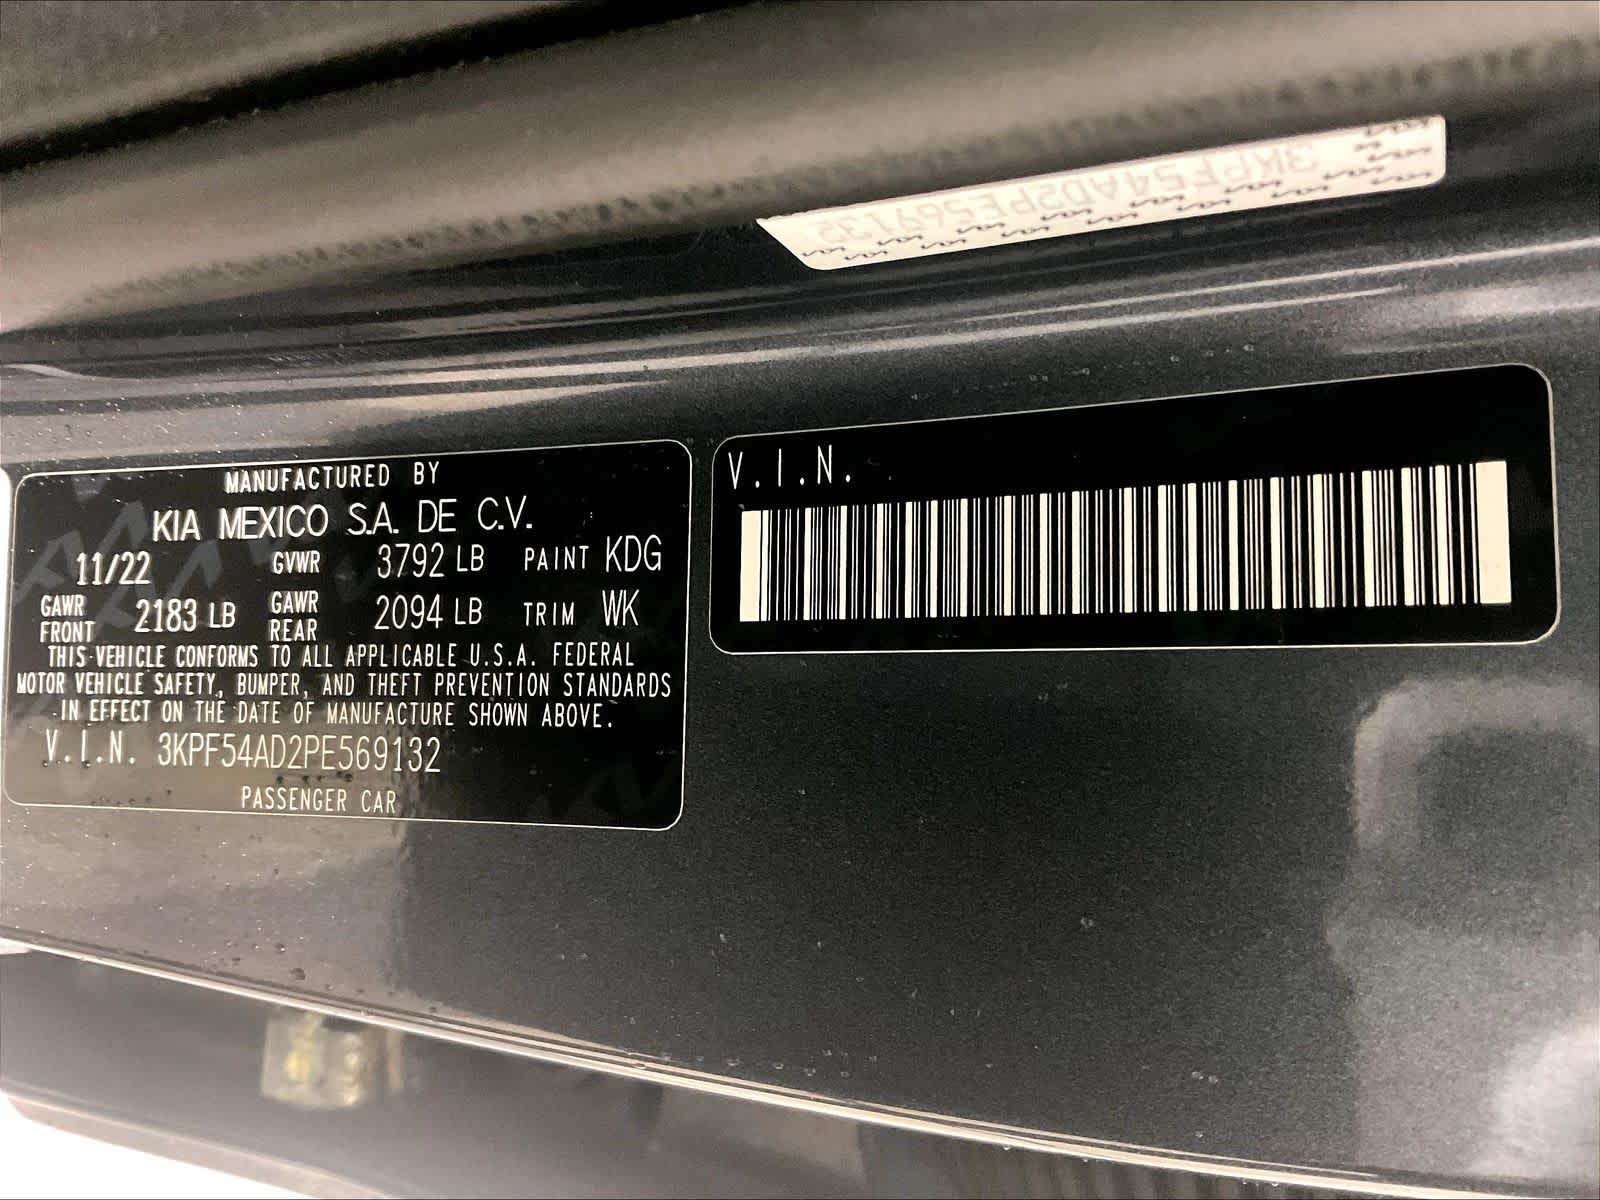 3KPF54AD2PE569132
MANUFACTURED BY
KIA MEXICO S.A. DE C.V.
11/22 GVWR 3792 LB PAINT KDG
GAWR FRONT 2183 LB GAWR REAR 2094 LB TRIM WK
THIS VEHICLE CONFORMS TO ALL APPLICABLE U.S.A. FEDERAL
MOTOR VEHICLE SAFETY, BUMPER, AND THEFT PREVENTION STANDARDS
IN EFFECT ON THE DATE OF MANUFACTURE SHOWN ABOVE.
V.I.N. 3KPF54AD2PE569132
PASSENGER CAR
V.I.N.